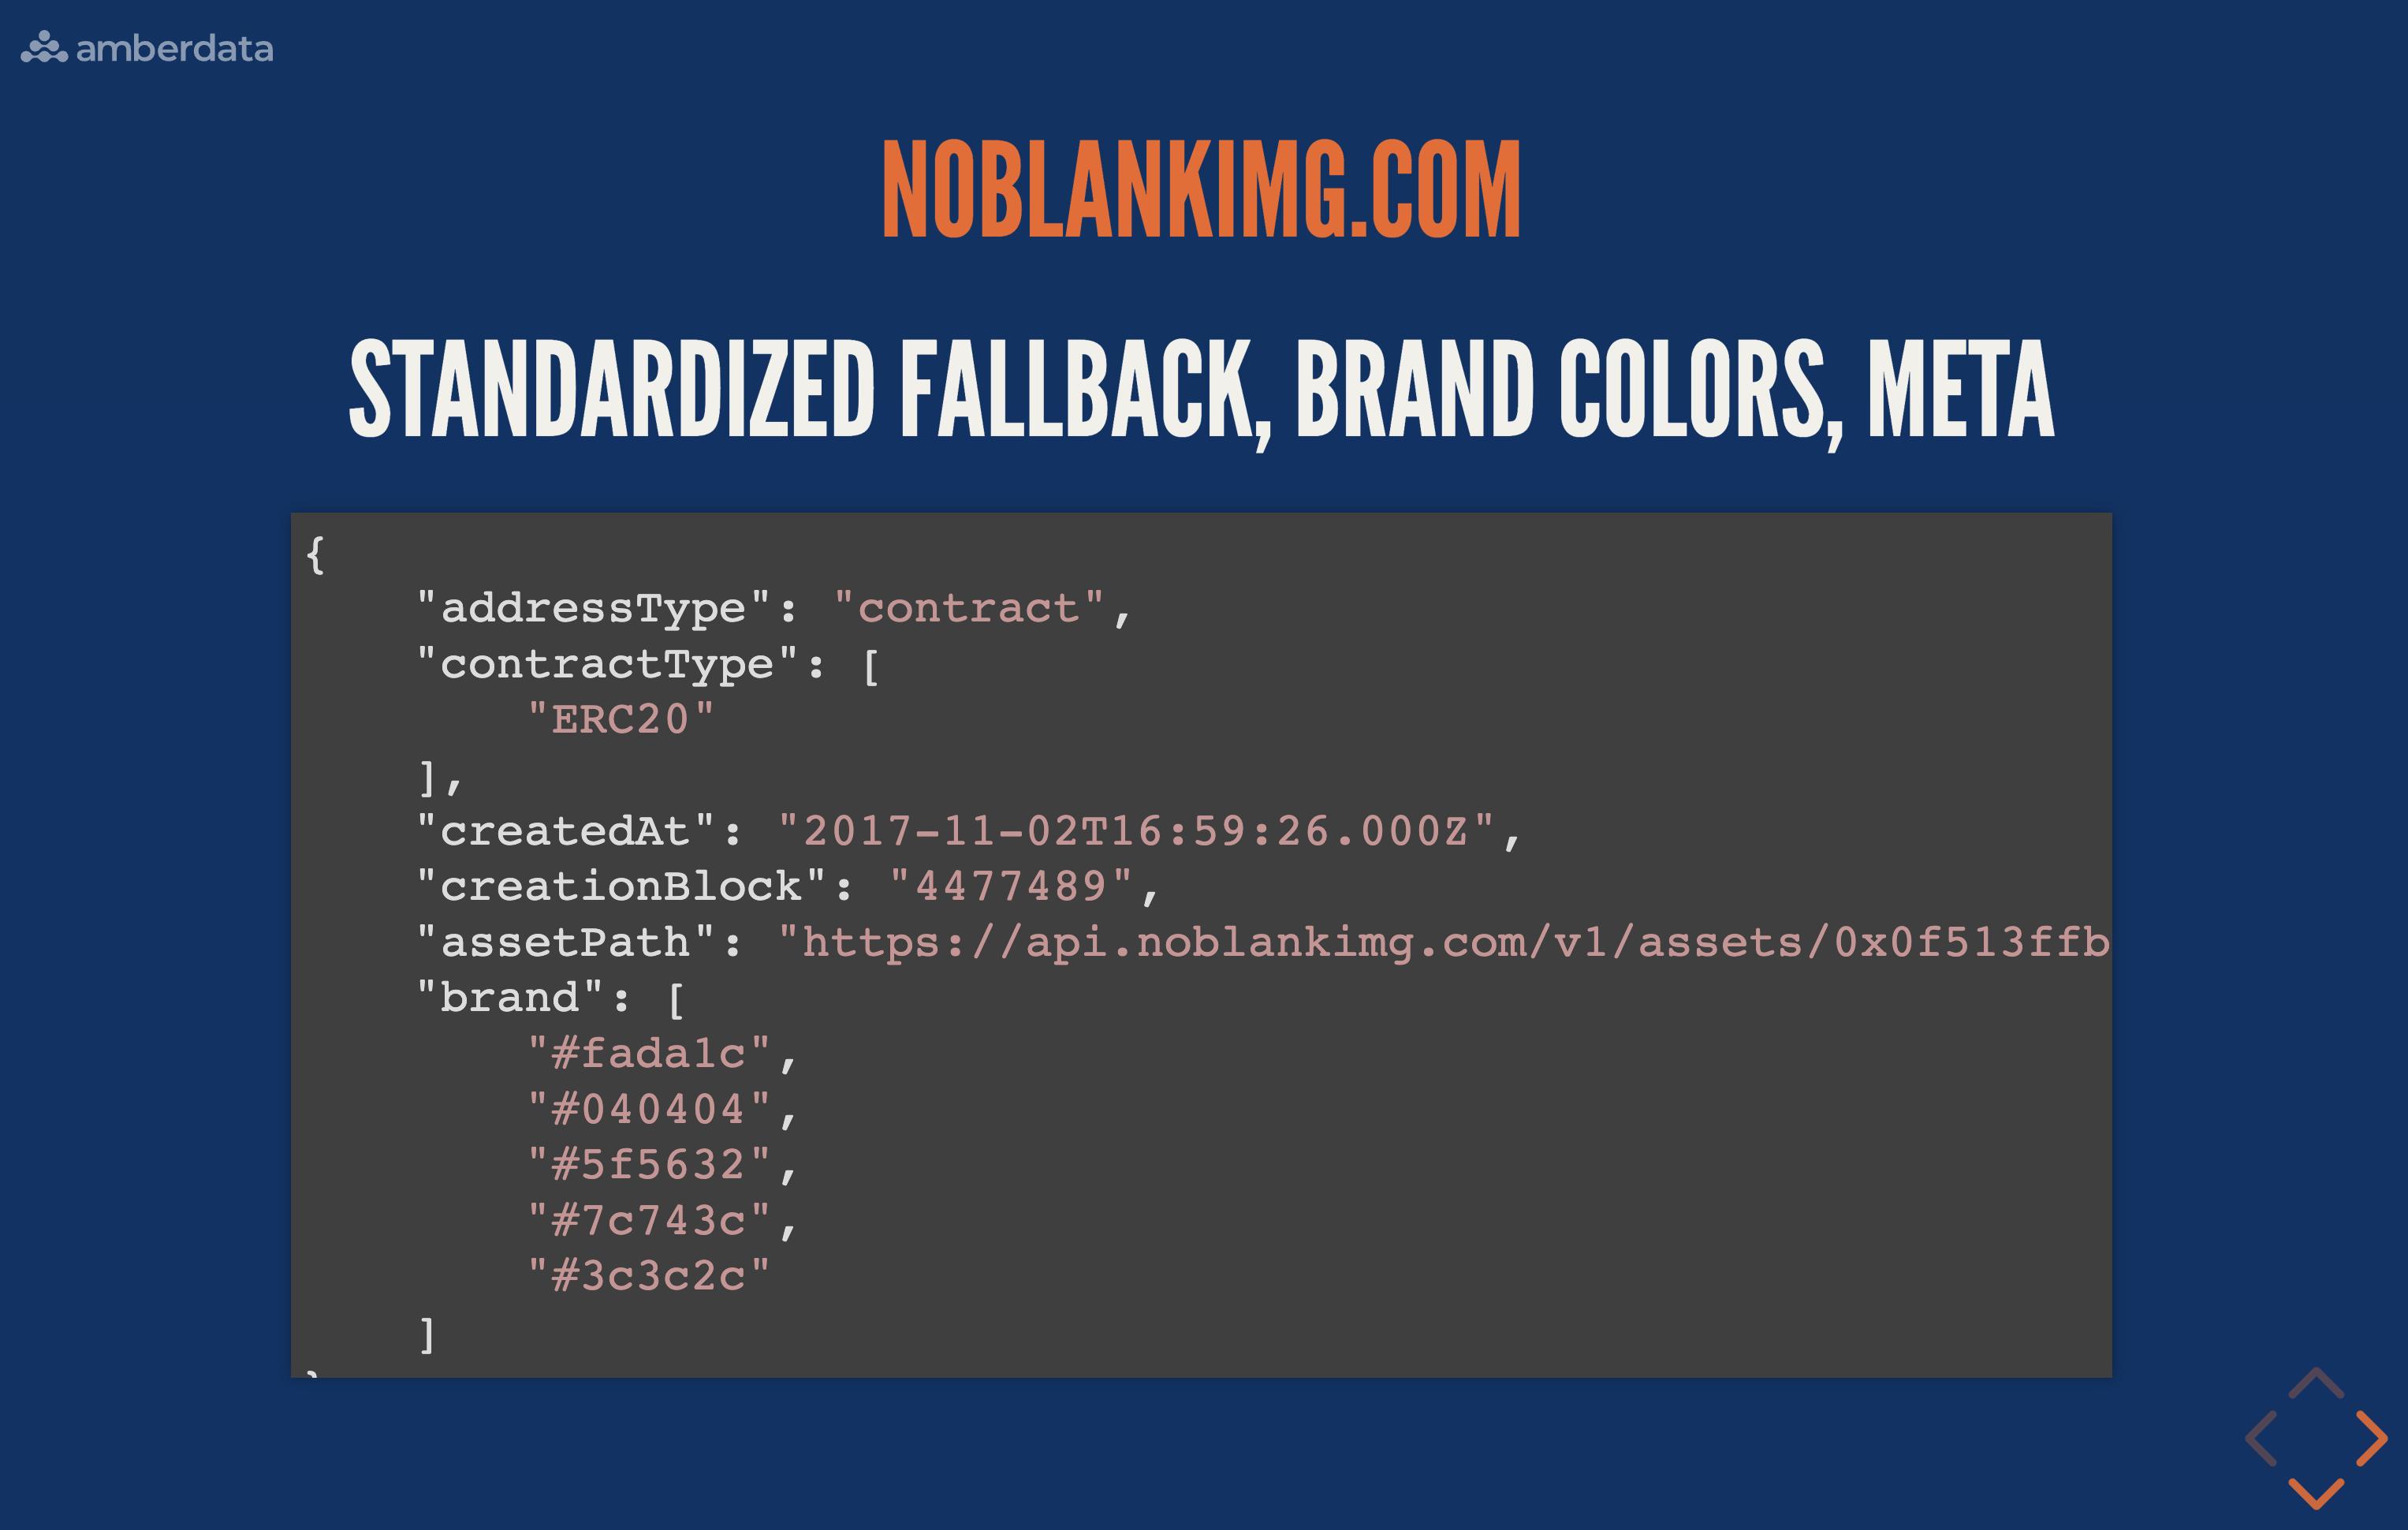 amberdata
NOBLANKIMG.COM
STANDARDIZED FALLBACK, BRAND COLORS, META
{
"addressType": "contract",
"contractType": [
"ERC20"
],
"createdAt": "2017-11-02T16:59:26.000Z",
"creationBlock": "4477489",
"assetPath": "https://api.noblankimg.com/v1/assets/0x0f513ffb
"brand": [
"#fada1c",
"#040404",
"#5f5632",
"#7c743c",
"#3c3c2c"
]